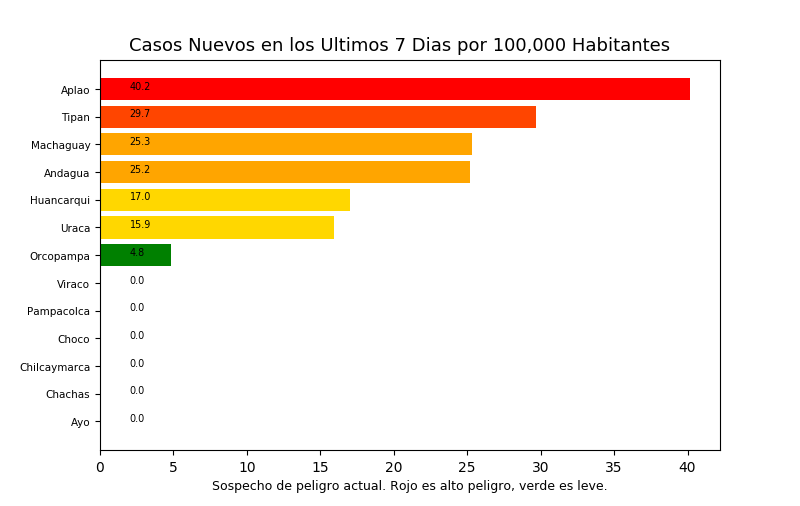 Casos Nuevos en los Ultimos 7 Dias por 100,000 Habitantes
Aplao 40.2
Tipan 29.7
Machaguay 25.3
Andagua 25.2
Huancarqui 17.0
Uraca 15.9
Orcopampa 4.8
Viraco 0.0
Pampacolca 0.0
Choco 0.0
Chilcaymarca 0.0
Chachas 0.0
Ayo 0.0
0 5 10 15 20 25 30 35 40
Sospecho de peligro actual. Rojo es alto peligro, verde es leve.